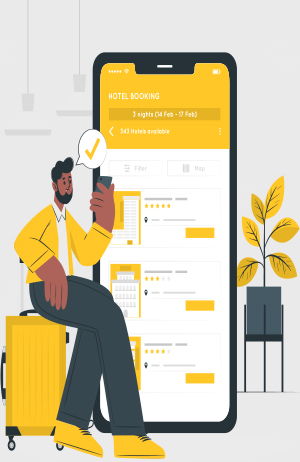 HOTEL BOOKING
3 nights (14 Feb - 17 Feb)
343 Hotels available
Filter
Map